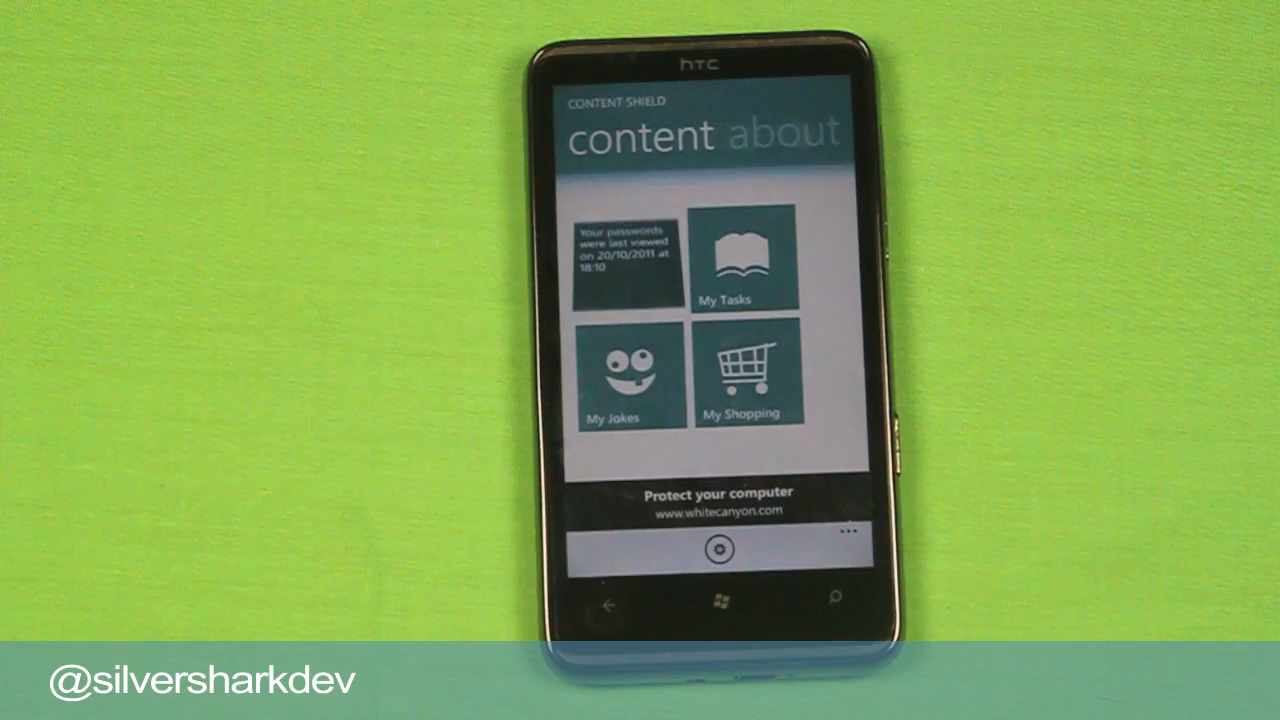 hTC
CONTENT SHIELD
content about
Your passwords
were last viewed
on 20/10/2011 at
18:10
My Tasks
My Jokes
My Shopping
Protect your computer
www.whitecanyon.com
@silversharkdev